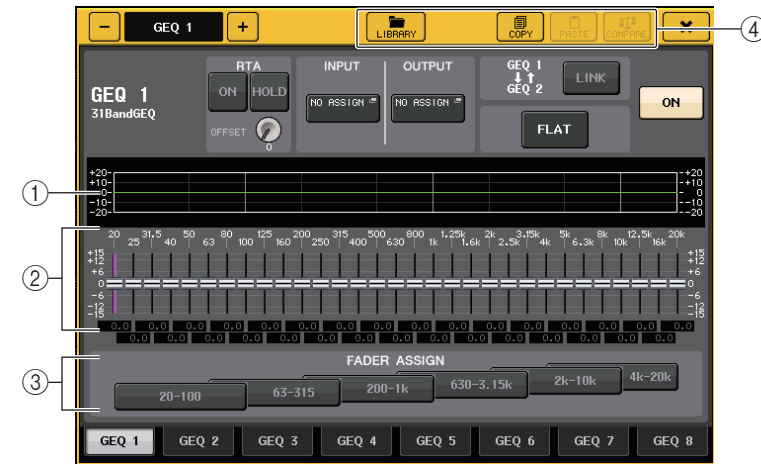 − GEQ 1 + LIBRARY COPY PASTE COMPARE × ④
GEQ 1
31BandGEQ
RTA
ON HOLD
OFFSET
0
INPUT OUTPUT
NO ASSIGN NO ASSIGN
GEQ 1
↓↑
GEQ 2
LINK
FLAT
ON
①
+20 +20
+10 +10
0 0
-10 -10
-20 -20
②
20 31.5 50 80 125 200 315 500 800 1.25k 2k 3.15k 5k 8k 12.5k 20k
25 40 63 100 160 250 400 630 1k 1.6k 2.5k 4k 6.3k 10k 16k
+15 +15
+12 +12
+6 +6
0 0
-6 -6
-12 -12
-15 -15
0.0 0.0 0.0 0.0 0.0 0.0 0.0 0.0 0.0 0.0 0.0 0.0 0.0 0.0 0.0 0.0
0.0 0.0 0.0 0.0 0.0 0.0 0.0 0.0 0.0 0.0 0.0 0.0 0.0 0.0 0.0
③
FADER ASSIGN
20-100 63-315 200-1k 630-3.15k 2k-10k 4k-20k
GEQ 1 GEQ 2 GEQ 3 GEQ 4 GEQ 5 GEQ 6 GEQ 7 GEQ 8